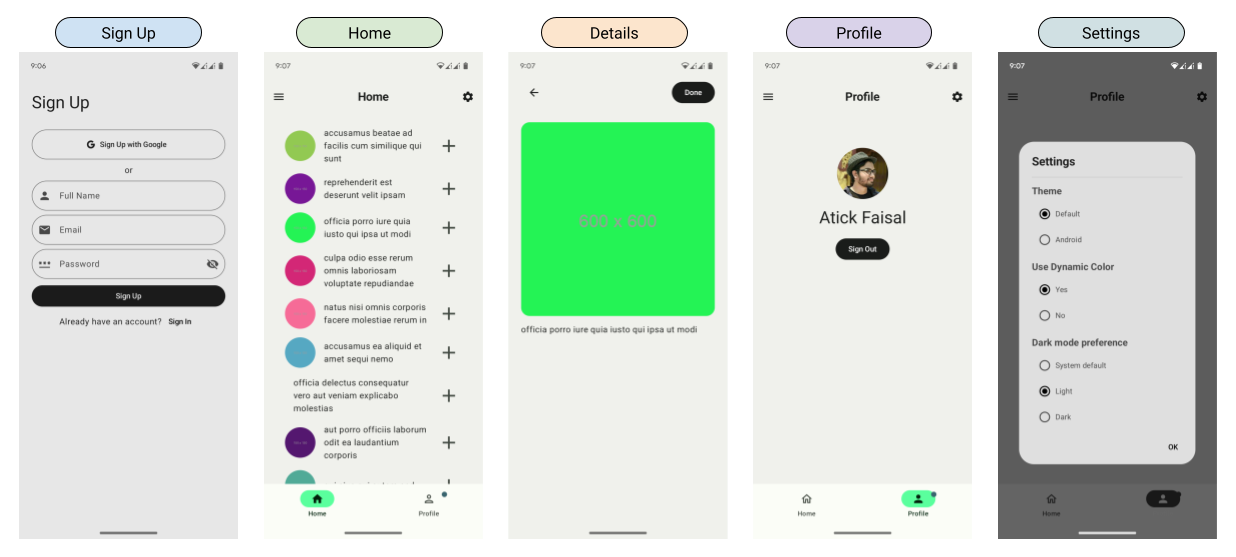 Sign Up
Home
Details
Profile
Settings
9:06
Sign Up
Sign Up with Google
or
Full Name
Email
Password
Sign Up
Already have an account? Sign In
9:07
Home
accusamus beatae ad
facilis cum similique qui
sunt
reprehenderit est
deserunt velit ipsam
officia porro iure quia
iusto qui ipsa ut modi
culpa odio esse rerum
omnis laboriosam
voluptate repudiandae
natus nisi omnis corporis
facere molestiae rerum in
accusamus ea aliquid et
amet sequi nemo
officia delectus consequatur
vero aut veniam explicabo
molestias
aut porro officiis laborum
odit ea laudantium
corporis
Home
Profile
9:07
Done
600 x 600
officia porro iure quia iusto qui ipsa ut modi
9:07
Profile
Atick Faisal
Sign Out
Home
Profile
9:07
Profile
Settings
Theme
Default
Android
Use Dynamic Color
Yes
No
Dark mode preference
System default
Light
Dark
OK
Home